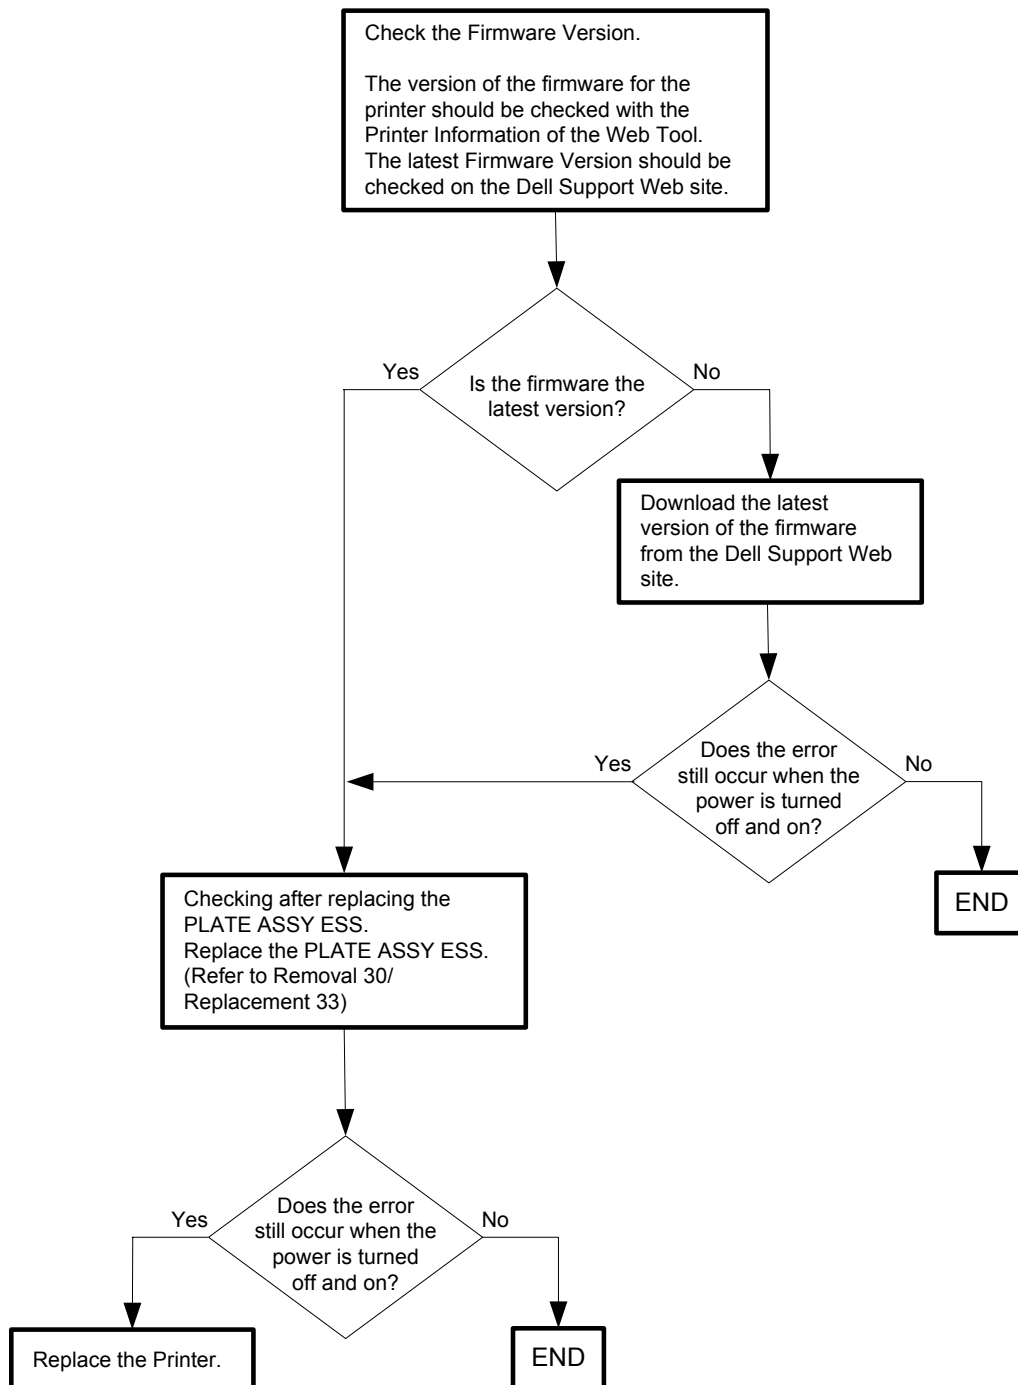 Check the Firmware Version.
The version of the firmware for the
printer should be checked with the
Printer Information of the Web Tool.
The latest Firmware Version should be
checked on the Dell Support Web site.
Yes
No
Is the firmware the
latest version?
Download the latest
version of the firmware
from the Dell Support Web
site.
Yes
No
Does the error
still occur when the
power is turned
off and on?
END
Checking after replacing the
PLATE ASSY ESS.
Replace the PLATE ASSY ESS.
(Refer to Removal 30/
Replacement 33)
Yes
No
Does the error
still occur when the
power is turned
off and on?
Replace the Printer.
END